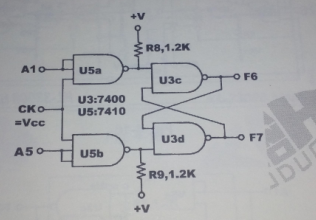 +V
R8,1.2K
A1
U5a
U3c
F6
CK
=Vcc
U3:7400
U5:7410
A5
U5b
U3d
F7
R9,1.2K
+V